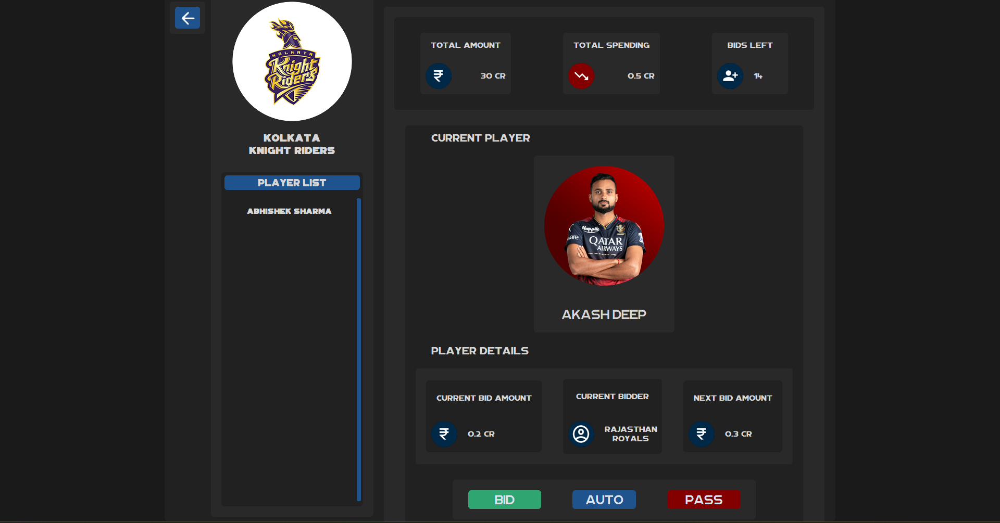 KOLKATA
Knight
Riders
KOLKATA
KNIGHT RIDERS
PLAYER LIST
ABHISHEK SHARMA
TOTAL AMOUNT
30 CR
TOTAL SPENDING
0.5 CR
BIDS LEFT
14
CURRENT PLAYER
Happilo
ware
QATAR
AIRWAYS
AKASH DEEP
PLAYER DETAILS
CURRENT BID AMOUNT
0.2 CR
CURRENT BIDDER
RAJASTHAN
ROYALS
NEXT BID AMOUNT
0.3 CR
BID
AUTO
PASS